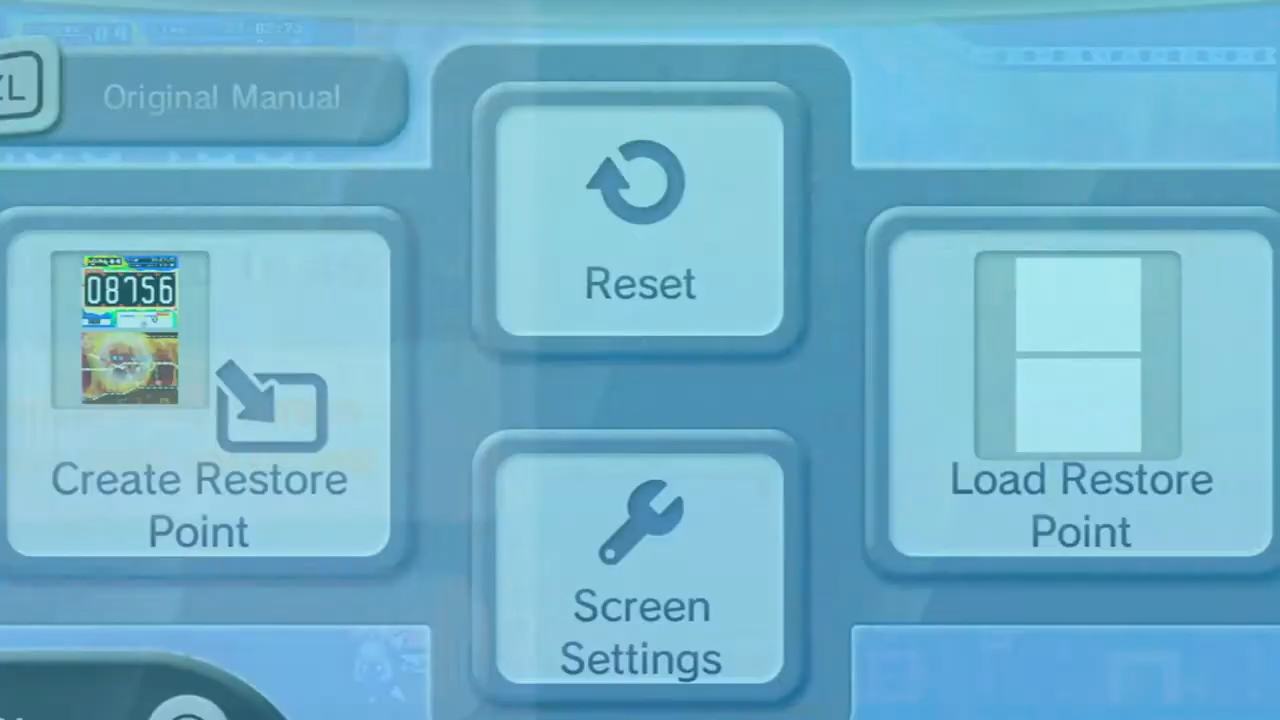 ZL
Original Manual
Reset
08756
Create Restore
Point
Load Restore
Point
Screen
Settings